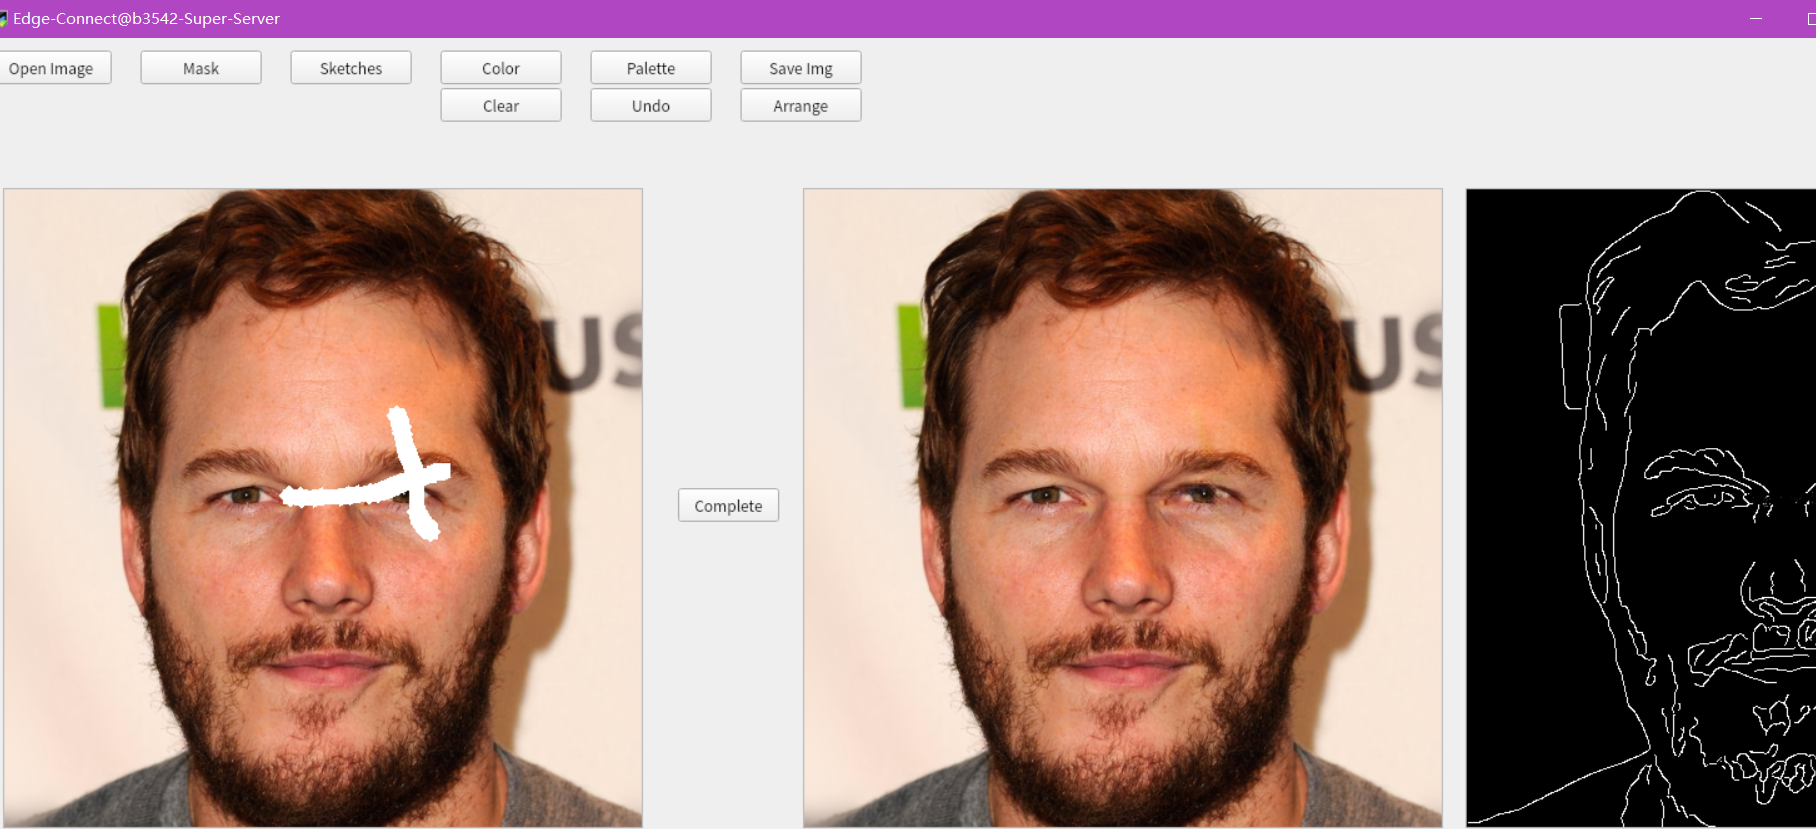 Edge-Connect@b3542-Super-Server
Open Image
Mask
Sketches
Color
Palette
Save Img
Clear
Undo
Arrange
US
US
Complete